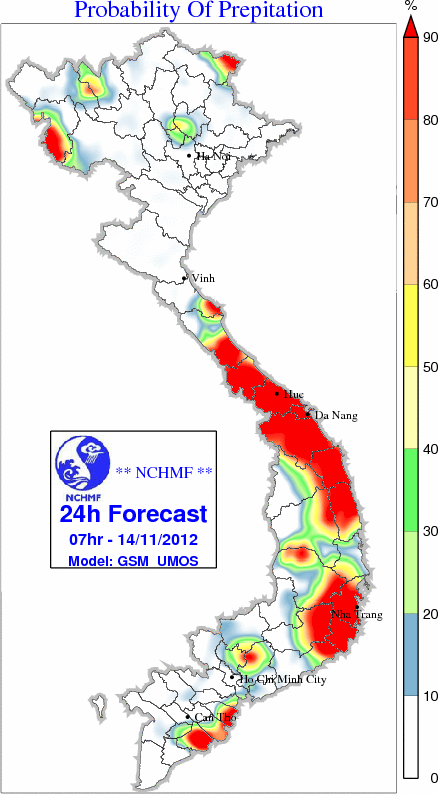 Probability Of Prepitation
%
90
80
70
60
50
40
30
20
10
0
Ha Noi
Vinh
Hue
Da Nang
** NCHMF **
NCHMF
24h Forecast
07hr - 14/11/2012
Model: GSM_UMOS
Nha Trang
Ho Chi Minh City
Can Tho